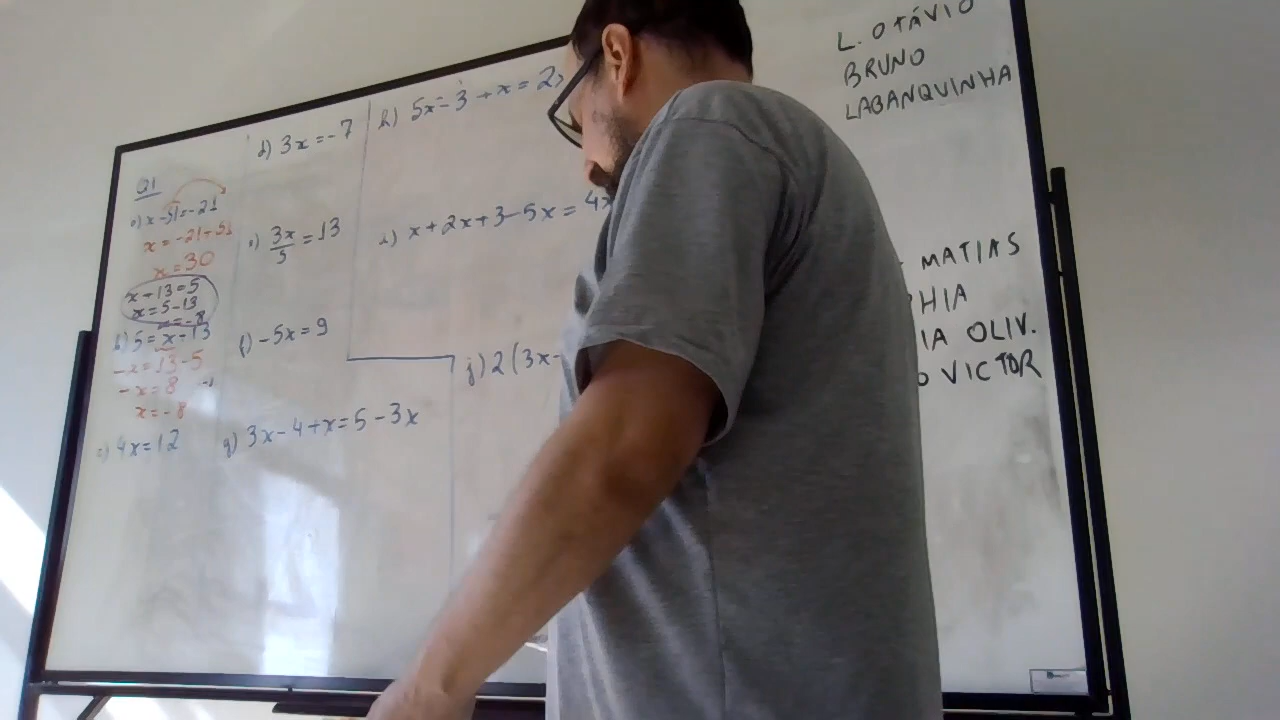 Q1
a) x-51=-21
x = -21+51
x = 30
x+13=5
x=5-13
x=-8
b) 5=x+13
-x=13-5
-x=8
x=-8
c) 4x=12
d) 3x=-7
e) 3x/5 = 13
f) -5x=9
g) 3x-4+x=5-3x
h) 5x-3+x=2
i) x+2x+3-5x=4x
j) 2(3x-
L. OTÁVIO
BRUNO
LABANQUINHA
MATIAS
HIA
IA OLIV.
O VICTOR